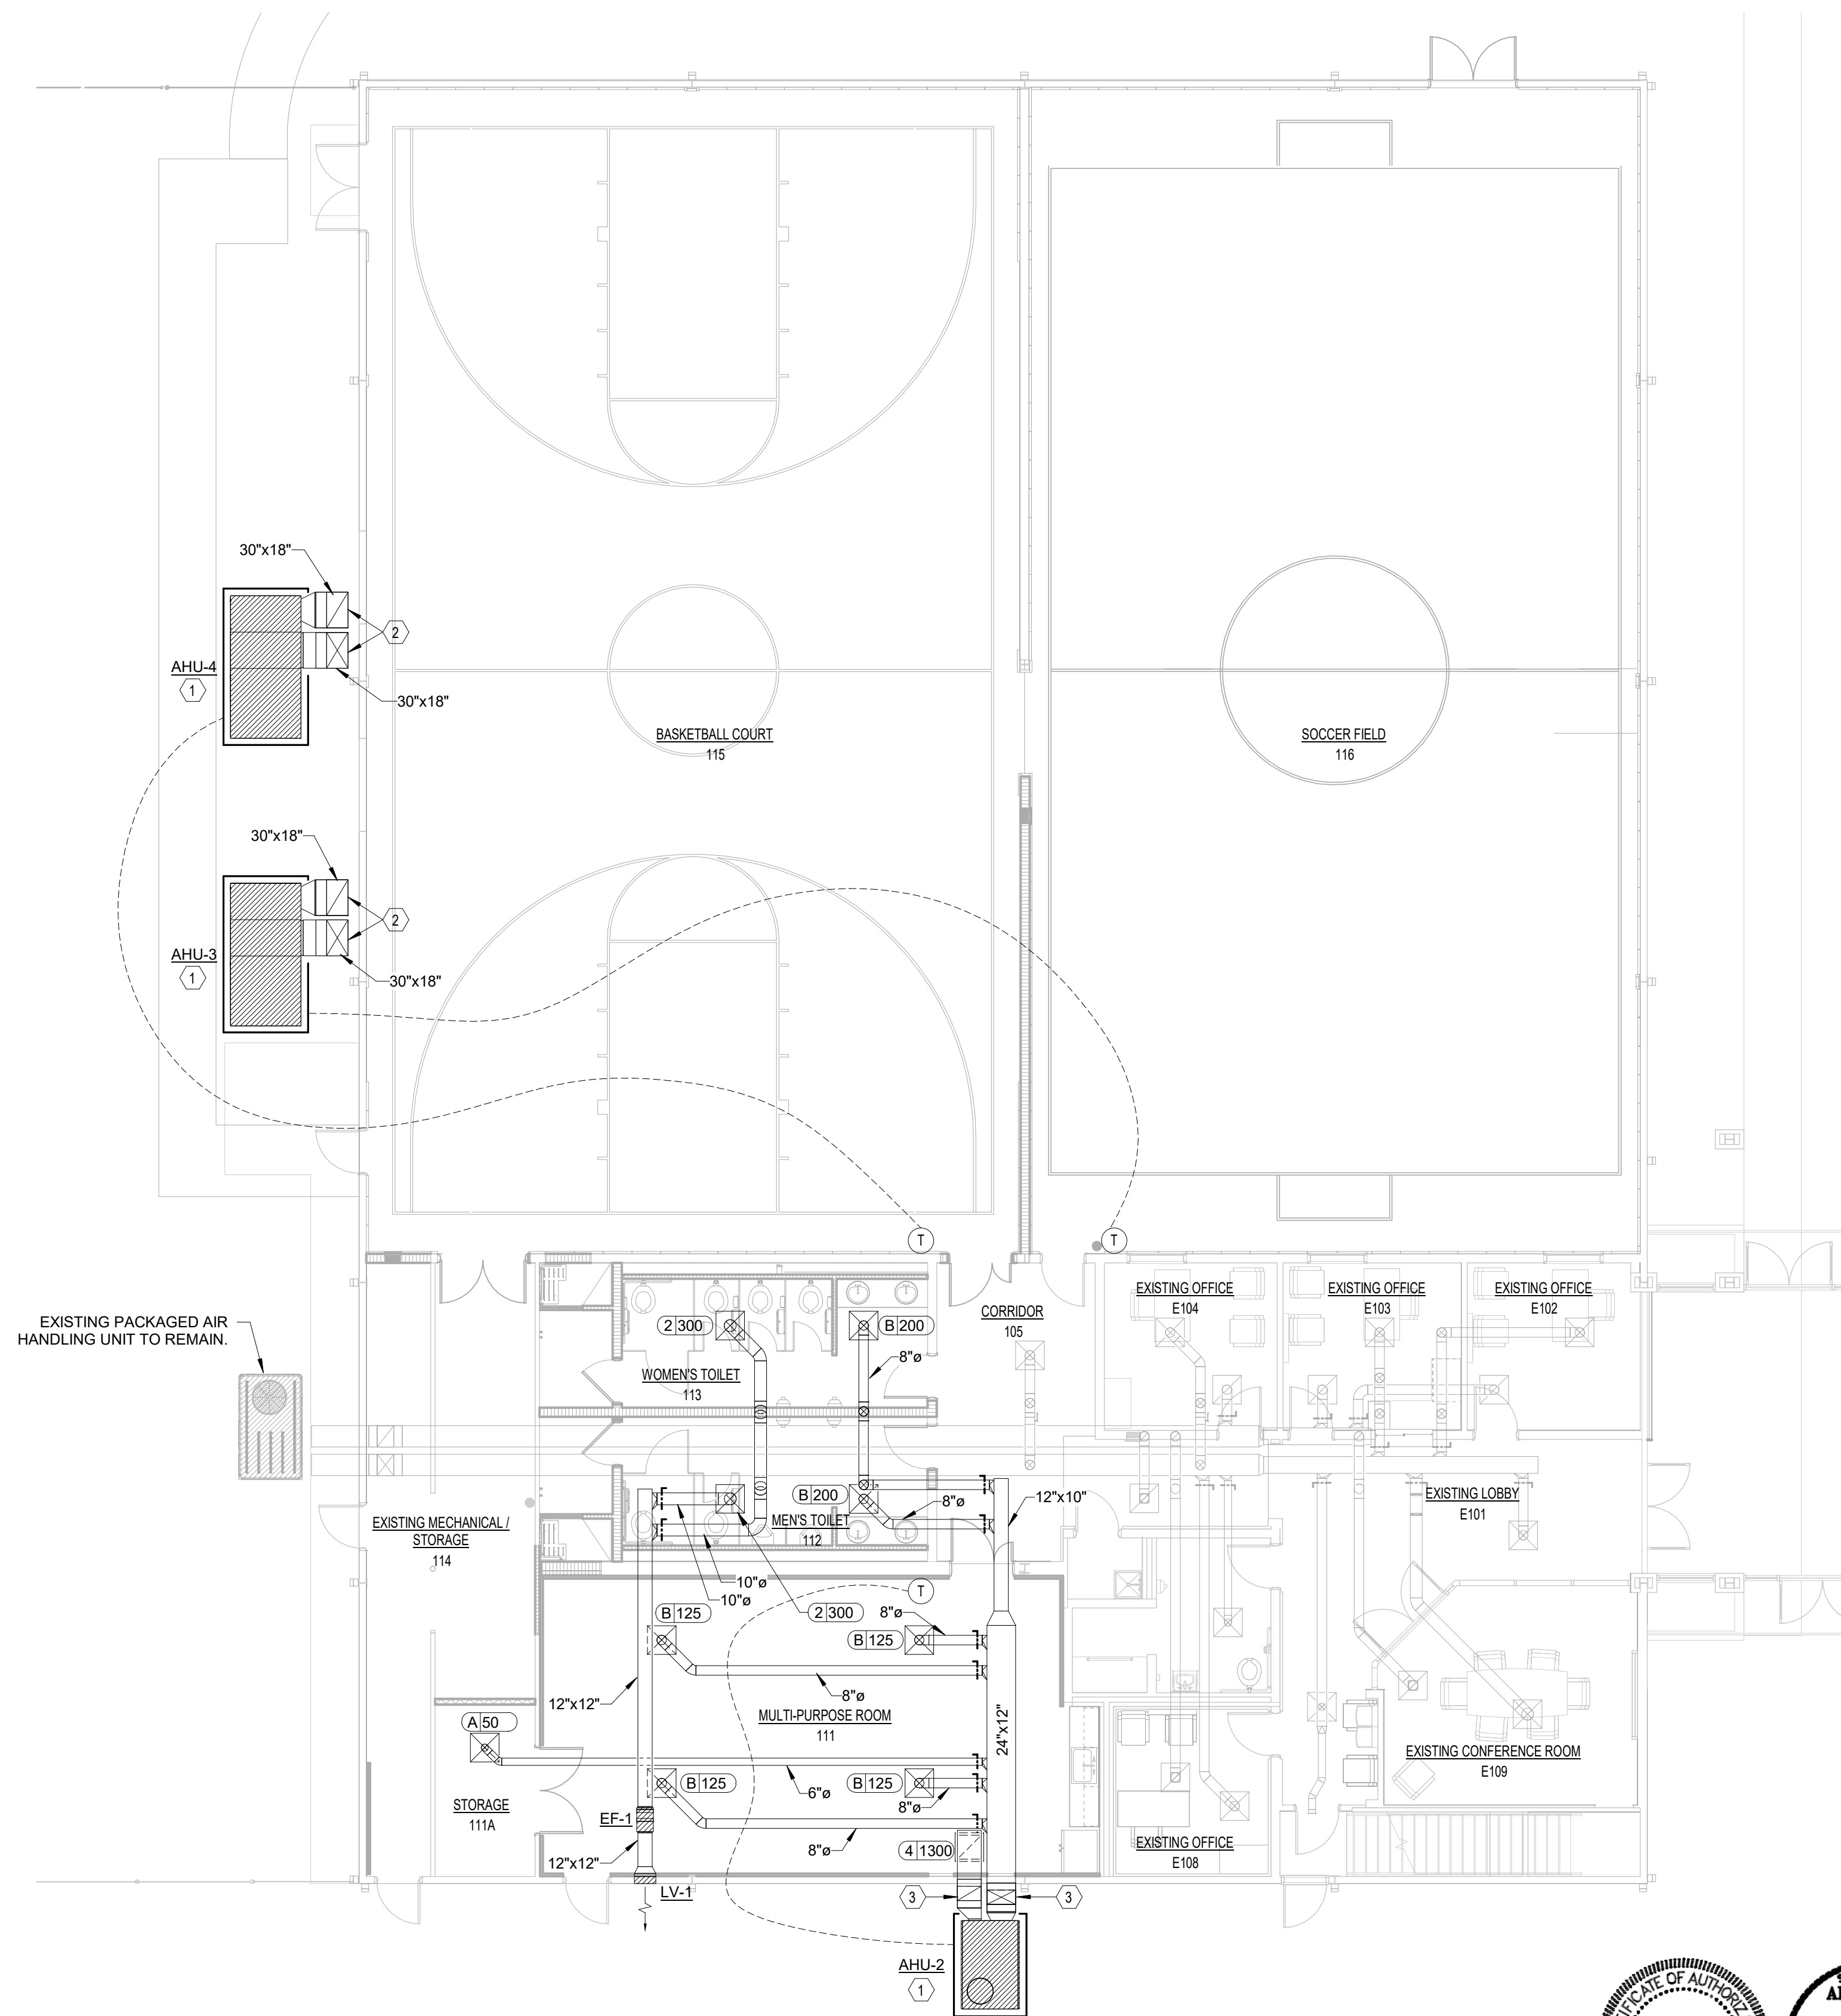 30"x18"
2
AHU-4
1
30"x18"
BASKETBALL COURT
115
SOCCER FIELD
116
30"x18"
2
AHU-3
1
30"x18"
T
T
EXISTING PACKAGED AIR
HANDLING UNIT TO REMAIN.
2 300
B 200
8"ø
WOMEN'S TOILET
113
CORRIDOR
105
EXISTING OFFICE
E104
EXISTING OFFICE
E103
EXISTING OFFICE
E102
EXISTING MECHANICAL /
STORAGE
114
B 200
8"ø
12"x10"
MEN'S TOILET
112
EXISTING LOBBY
E101
10"ø
10"ø
T
B 125
2 300
8"ø
B 125
12"x12"
8"ø
MULTI-PURPOSE ROOM
111
24"x12"
A 50
B 125
B 125
6"ø
8"ø
STORAGE
111A
EF-1
12"x12"
8"ø
4 1300
EXISTING CONFERENCE ROOM
E109
EXISTING OFFICE
E108
LV-1
3
3
AHU-2
1